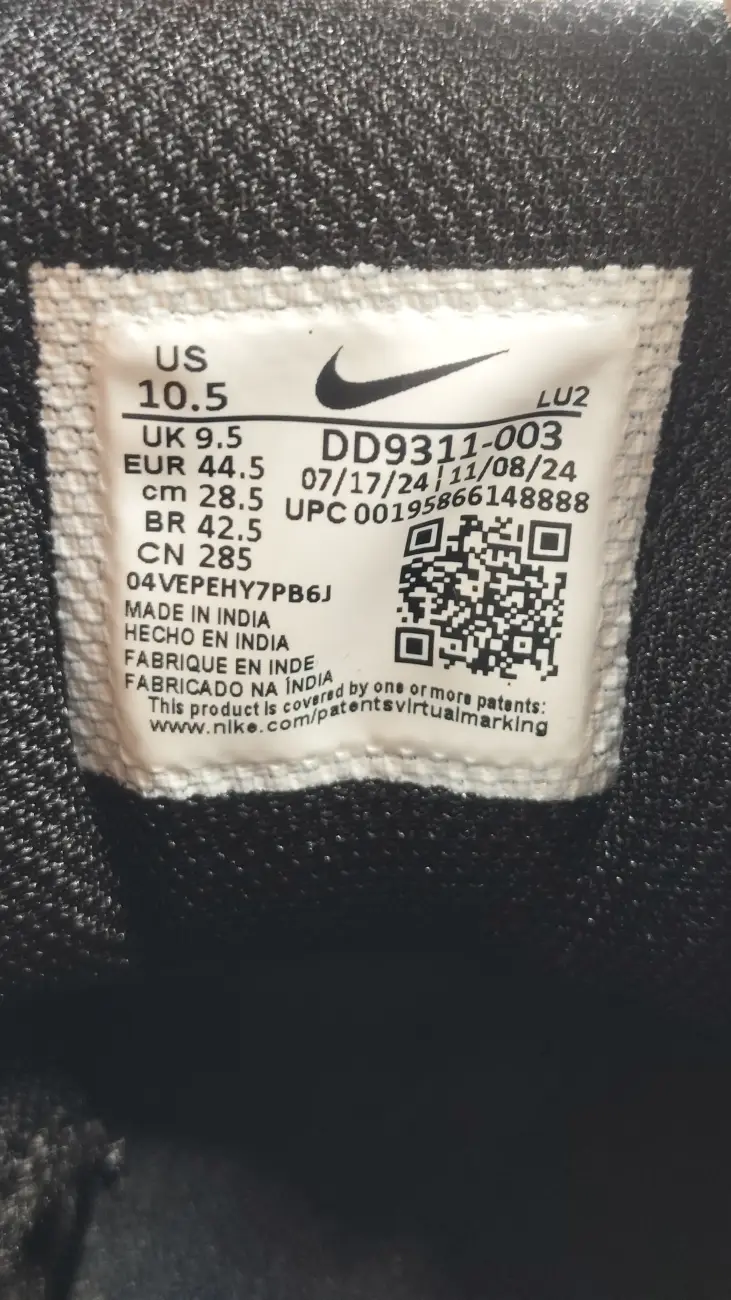 US
10.5
LU2
UK 9.5
EUR 44.5
cm 28.5
BR 42.5
CN 285
DD9311-003
07/17/24 ¦ 11/08/24
UPC 00195866148888
04VEPEHY7PB6J
MADE IN INDIA
HECHO EN INDIA
FABRIQUE EN INDE
FABRICADO NA ÍNDIA
This product is covered by one or more patents:
www.nike.com/patentsvirtualmarking